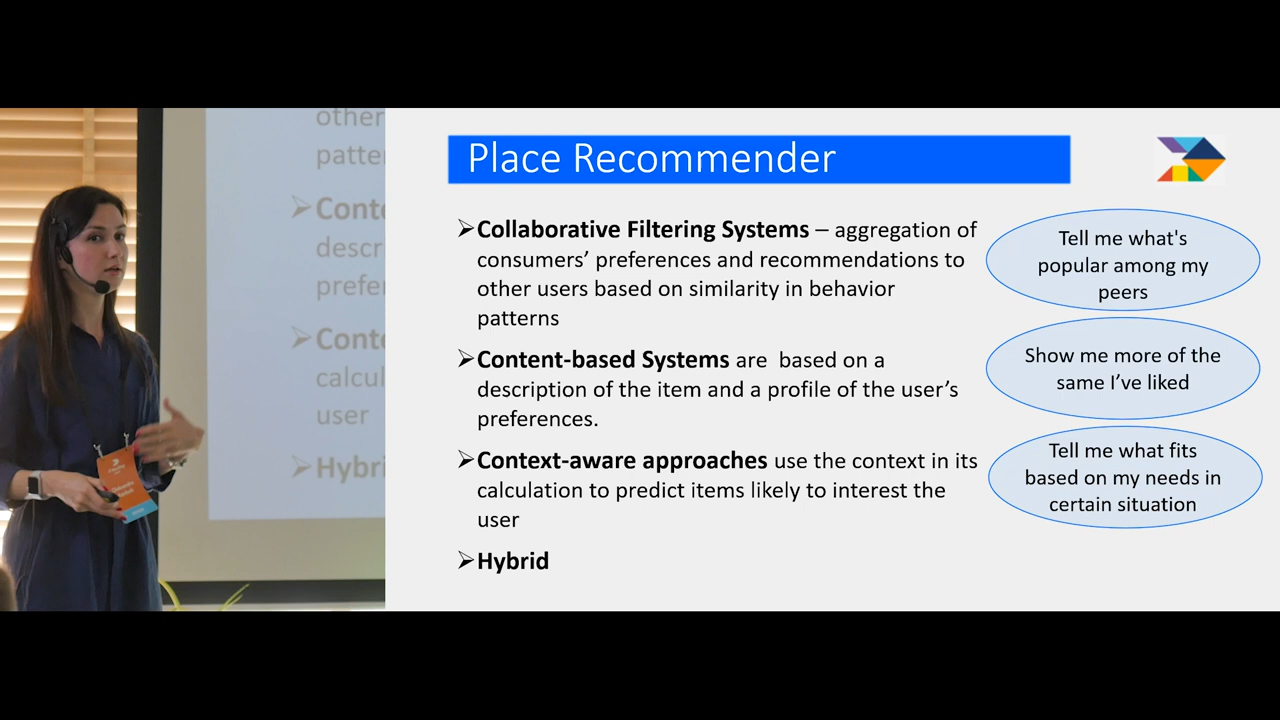 other
patte
Conte
descr
prefer
Conte
calcul
user
Hybri
Place Recommender
➢Collaborative Filtering Systems – aggregation of
consumers’ preferences and recommendations to
other users based on similarity in behavior
patterns
➢Content-based Systems are based on a
description of the item and a profile of the user’s
preferences.
➢Context-aware approaches use the context in its
calculation to predict items likely to interest the
user
➢Hybrid
Tell me what's
popular among my
peers
Show me more of the
same I’ve liked
Tell me what fits
based on my needs in
certain situation